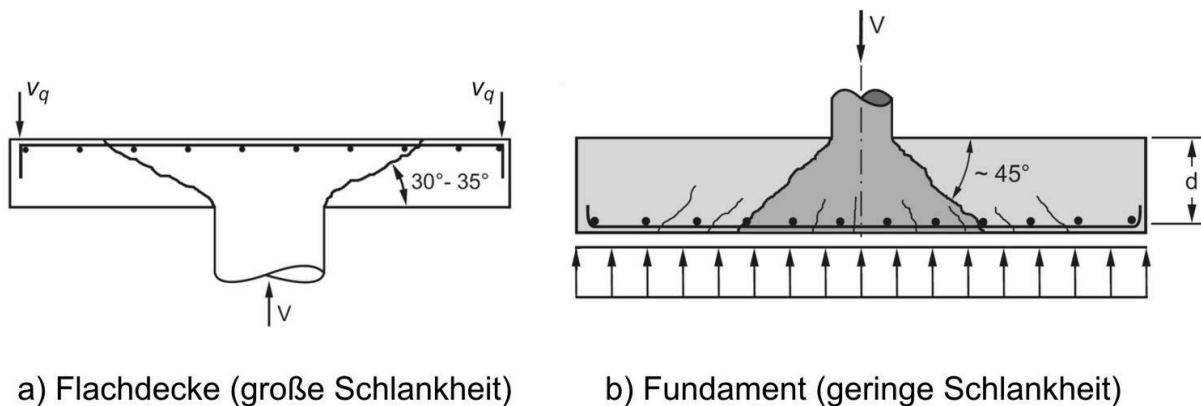 v_q
v_q
30°- 35°
V
a) Flachdecke (große Schlankheit)
V
~ 45°
d
b) Fundament (geringe Schlankheit)